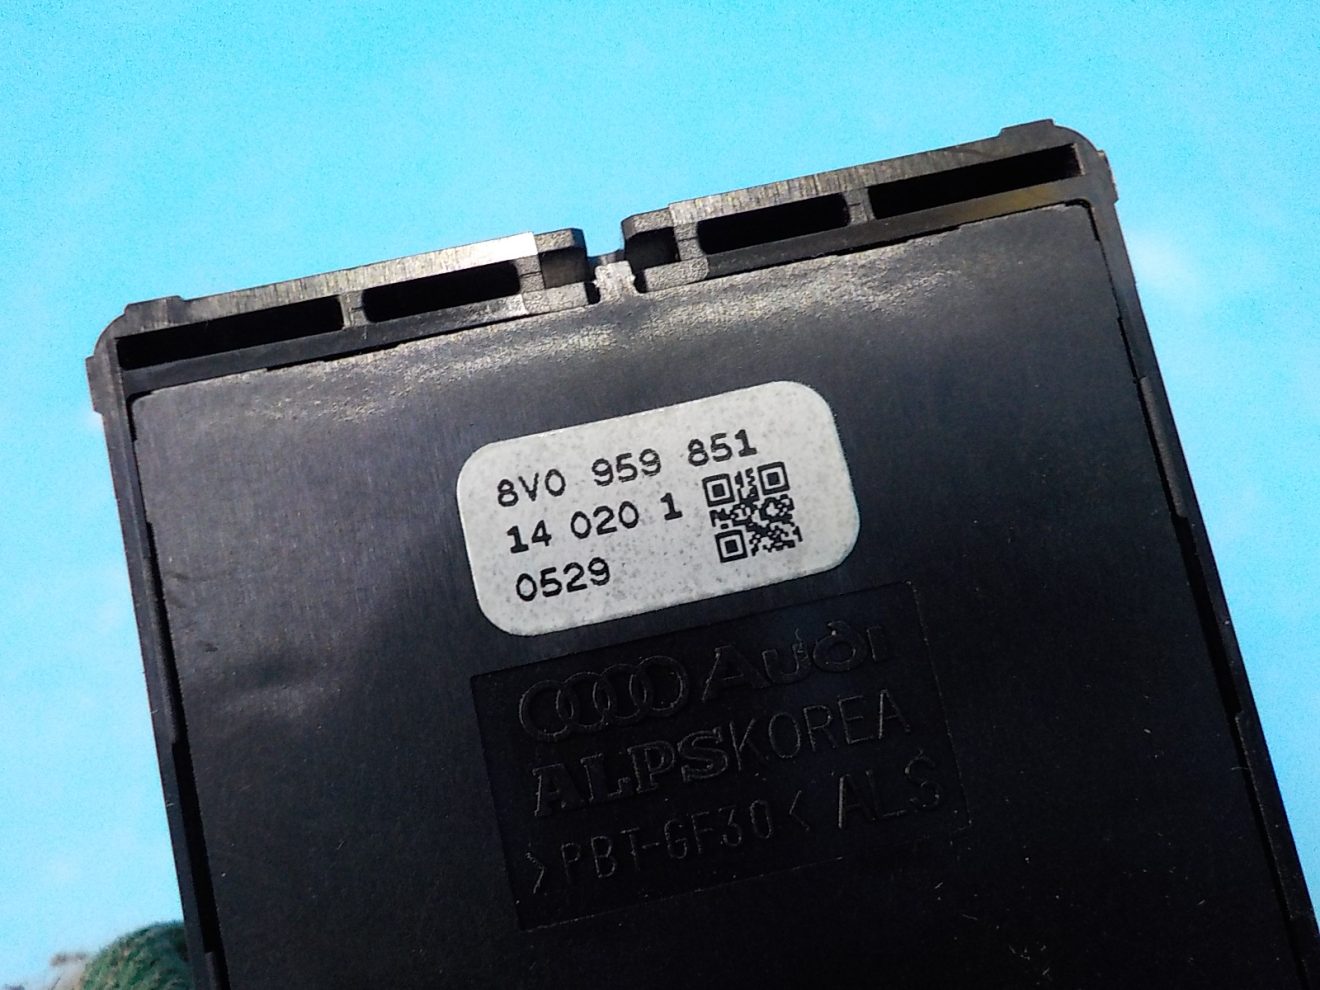 8V0 959 851
14 020 1
0529
Audi
ALPSKOREA
>PBT-GF30< ALS